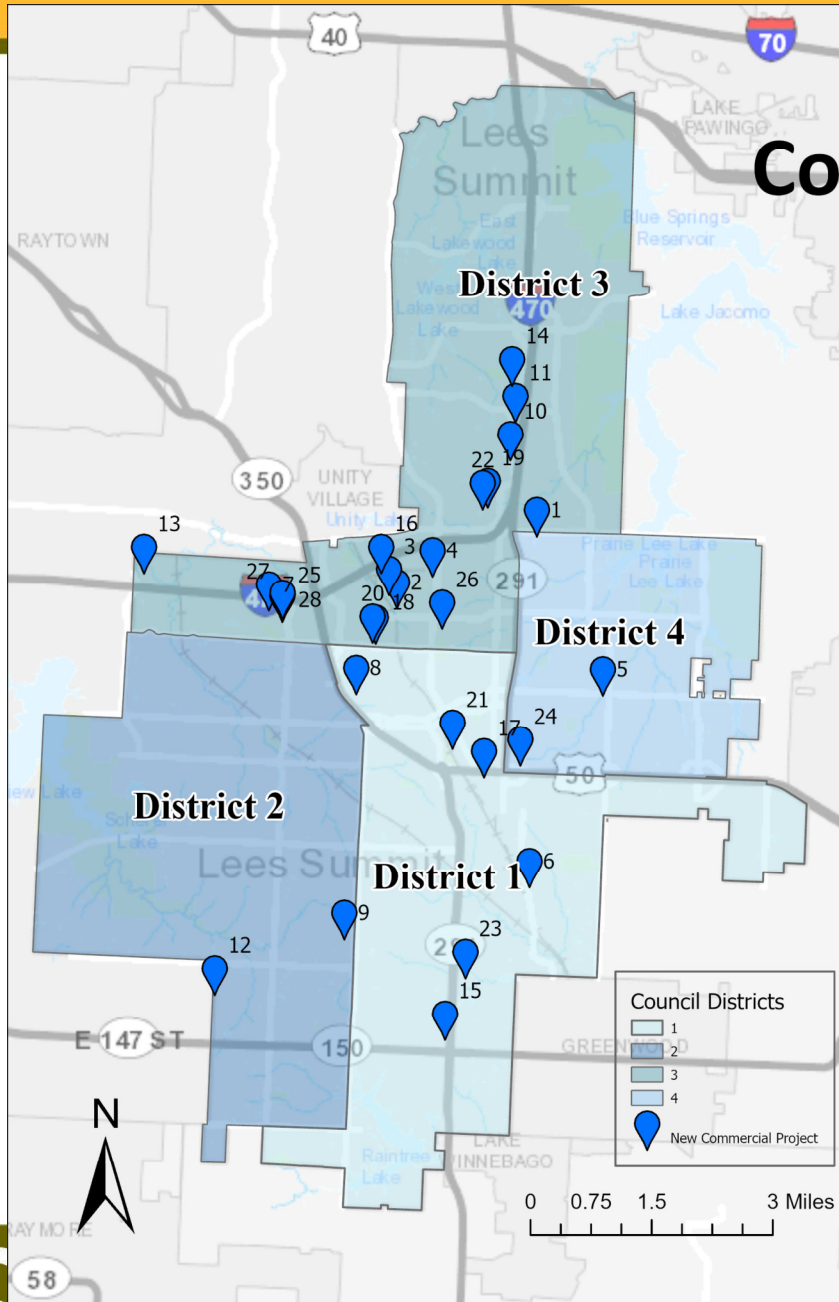 40
70
LAKE
APAWINGO
Co
Lees
Summit
RAYTOWN
East
Lakewood
Lake
Blue Springs
Reservoir
District 3
West
Lakewood
Lake
470
Lake Jacomo
14
11
10
350
UNITY
VILLAGE
22
19
Unity La
1
13
16
3
4
Prairie Lee Lake
Prairie
Lee Lake
291
27
25
7
2
26
28
20
18
District 4
8
5
21
17
24
50
District 2
Lake
Lees Summit
District 1
6
9
23
12
15
Council Districts
1
2
3
4
New Commercial Project
E 147 ST
150
GREENWOOD
N
LAKE
WINNEBAGO
Raintree
Lake
0 0.75 1.5 3 Miles
RAYMORE
58